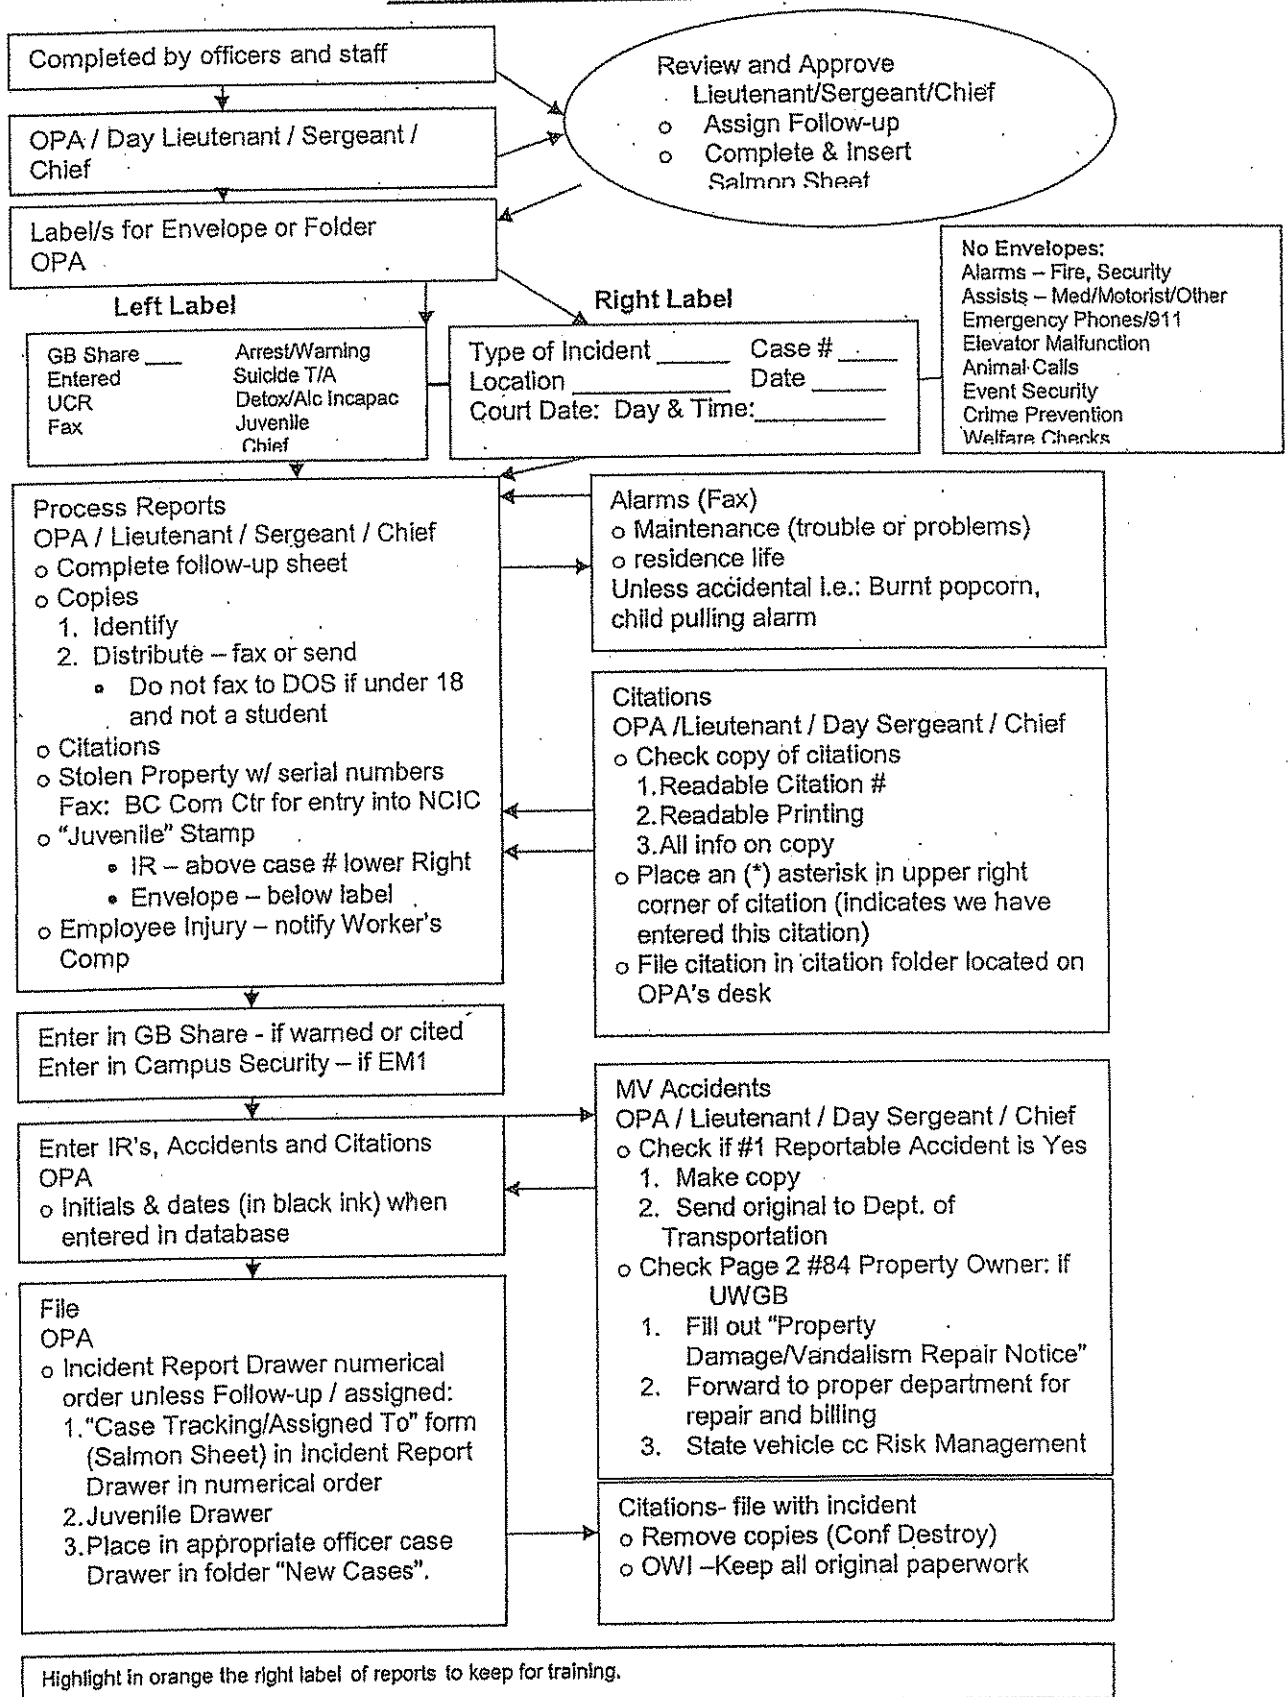 Completed by officers and staff
Review and Approve
Lieutenant/Sergeant/Chief
o Assign Follow-up
o Complete & Insert
Salmon Sheet
OPA / Day Lieutenant / Sergeant /
Chief
Label/s for Envelope or Folder
OPA
No Envelopes:
Alarms – Fire, Security
Assists – Med/Motorist/Other
Emergency Phones/911
Elevator Malfunction
Animal Calls
Event Security
Crime Prevention
Welfare Checks
Left Label
GB Share ___
Entered
UCR
Fax
Arrest/Warning
Suicide T/A
Detox/Alc Incapac
Juvenile
Chief
Right Label
Type of Incident ______ Case # ____
Location ____________ Date ______
Court Date: Day & Time:___________
Process Reports
OPA / Lieutenant / Sergeant / Chief
o Complete follow-up sheet
o Copies
1. Identify
2. Distribute – fax or send
• Do not fax to DOS if under 18
and not a student
o Citations
o Stolen Property w/ serial numbers
Fax: BC Com Ctr for entry into NCIC
o "Juvenile" Stamp
• IR – above case # lower Right
• Envelope – below label
o Employee Injury – notify Worker's
Comp
Alarms (Fax)
o Maintenance (trouble or problems)
o residence life
Unless accidental i.e.: Burnt popcorn,
child pulling alarm
Citations
OPA /Lieutenant / Day Sergeant / Chief
o Check copy of citations
1.Readable Citation #
2.Readable Printing
3.All info on copy
o Place an (*) asterisk in upper right
corner of citation (indicates we have
entered this citation)
o File citation in citation folder located on
OPA's desk
Enter in GB Share - if warned or cited
Enter in Campus Security – if EM1
Enter IR's, Accidents and Citations
OPA
o Initials & dates (in black ink) when
entered in database
MV Accidents
OPA / Lieutenant / Day Sergeant / Chief
o Check if #1 Reportable Accident is Yes
1. Make copy
2. Send original to Dept. of
Transportation
o Check Page 2 #84 Property Owner: if
UWGB
1. Fill out "Property
Damage/Vandalism Repair Notice"
2. Forward to proper department for
repair and billing
3. State vehicle cc Risk Management
File
OPA
o Incident Report Drawer numerical
order unless Follow-up / assigned:
1."Case Tracking/Assigned To" form
(Salmon Sheet) in Incident Report
Drawer in numerical order
2.Juvenile Drawer
3.Place in appropriate officer case
Drawer in folder "New Cases".
Citations- file with incident
o Remove copies (Conf Destroy)
o OWI –Keep all original paperwork
Highlight in orange the right label of reports to keep for training.